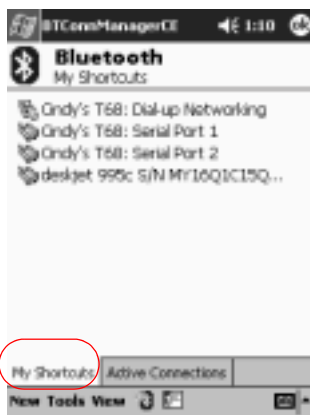 BTConnManagerCE 1:10 ok
Bluetooth
My Shortcuts
Cindy's T68: Dial-up Networking
Cindy's T68: Serial Port 1
Cindy's T68: Serial Port 2
deskjet 995c S/N MY16Q1C15Q...
My Shortcuts Active Connections
New Tools View